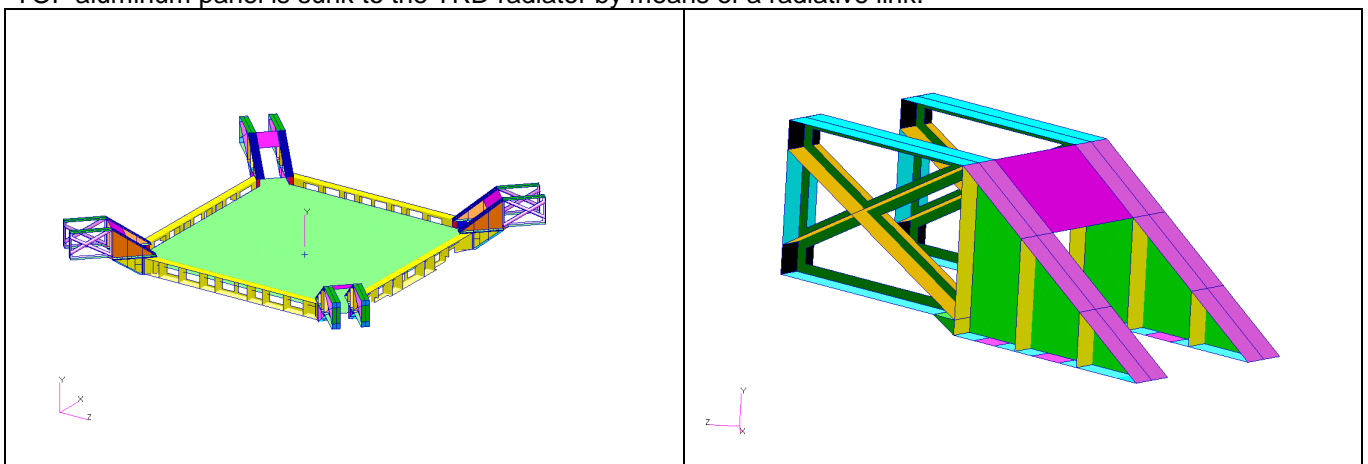 TOF aluminum panel is sunk to the TRD radiator by means of a radiative link.
Y
Y
X
Z
Y
Z
X